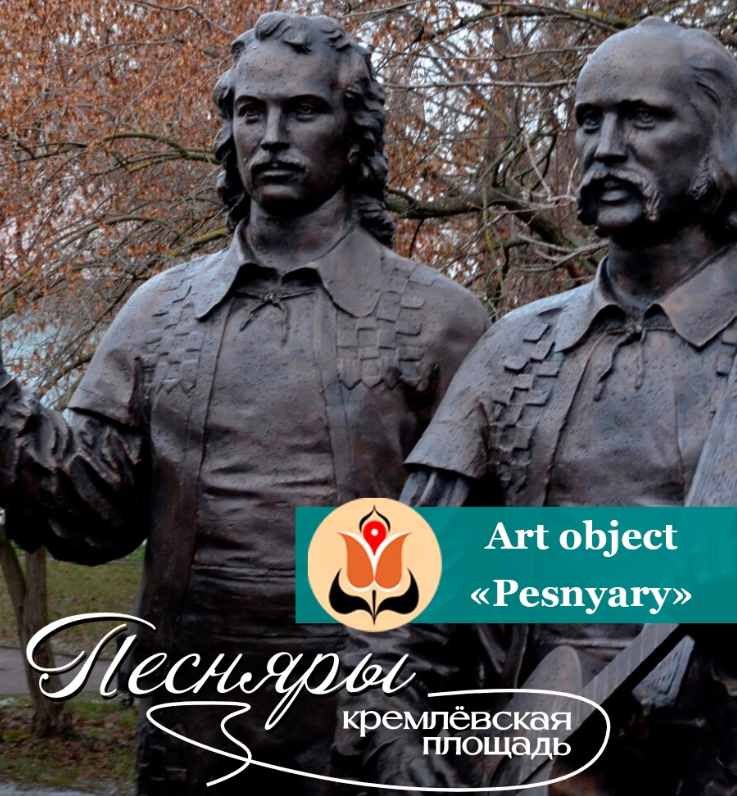 Art object
«Pesnyary»
Песняры
кремлёвская
площадь